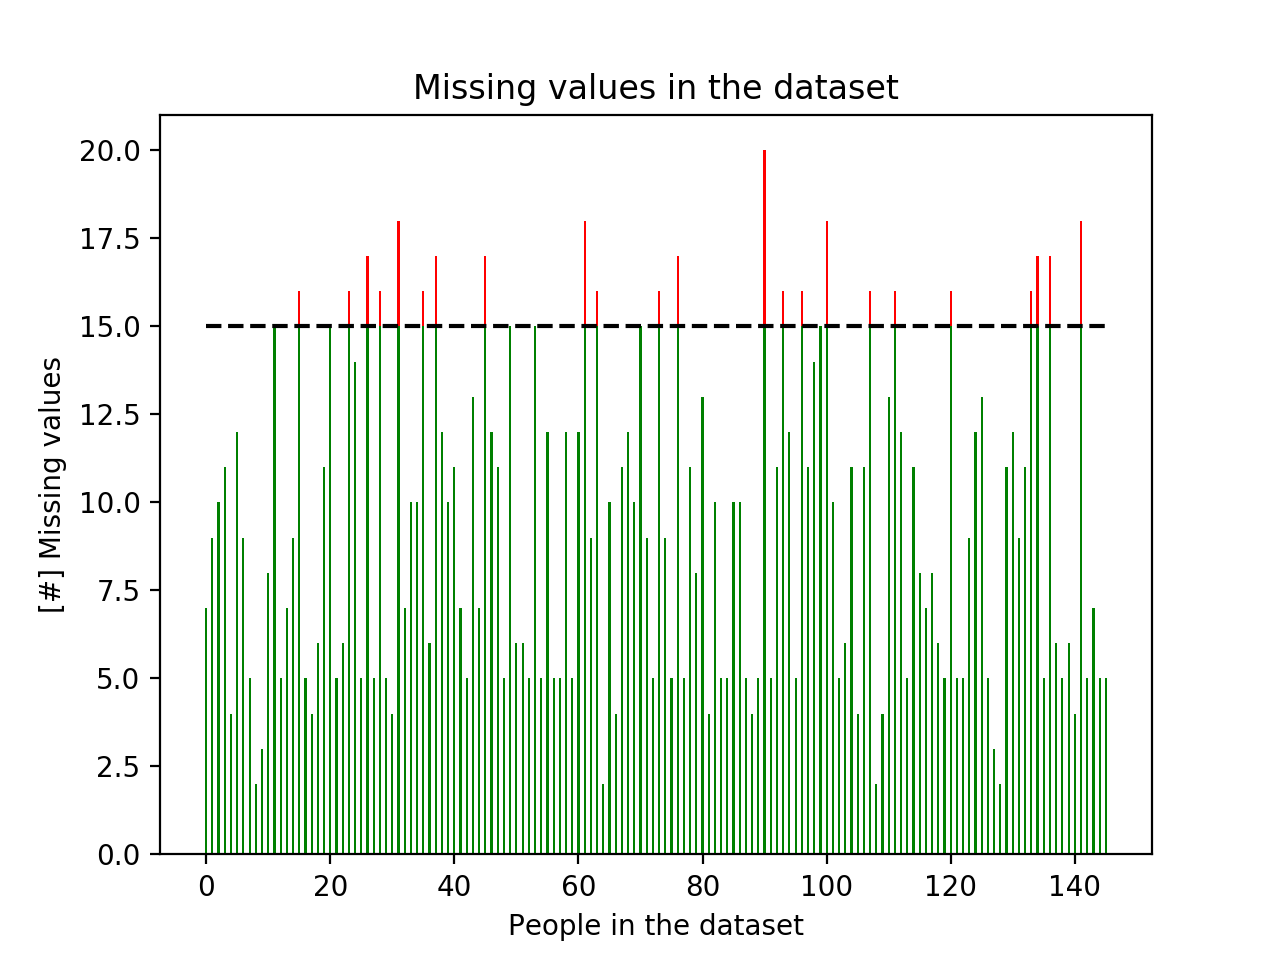 Missing values in the dataset
20.0
17.5
15.0
12.5
10.0
7.5
5.0
2.5
0.0
[#] Missing values
0 20 40 60 80 100 120 140
People in the dataset